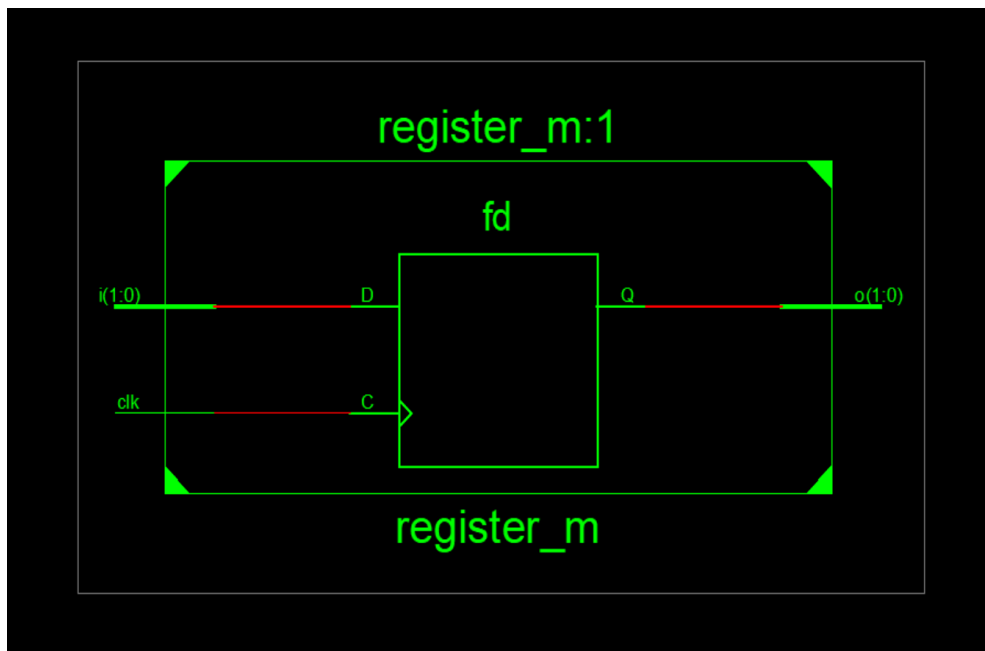 register_m:1
fd
i(1:0)
D
Q
o(1:0)
clk
C
register_m